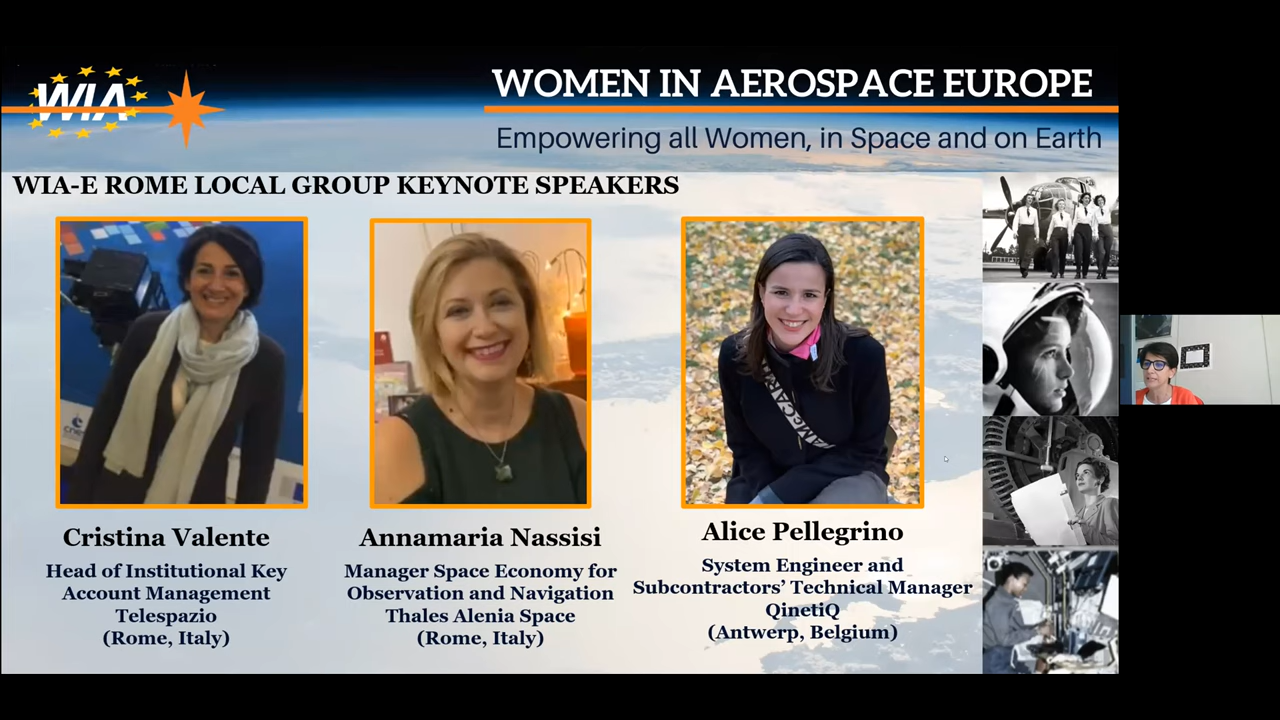 WIA
WOMEN IN AEROSPACE EUROPE
Empowering all Women, in Space and on Earth
WIA-E ROME LOCAL GROUP KEYNOTE SPEAKERS
Cristina Valente
Head of Institutional Key
Account Management
Telespazio
(Rome, Italy)
Annamaria Nassisi
Manager Space Economy for
Observation and Navigation
Thales Alenia Space
(Rome, Italy)
Alice Pellegrino
System Engineer and
Subcontractors’ Technical Manager
QinetiQ
(Antwerp, Belgium)